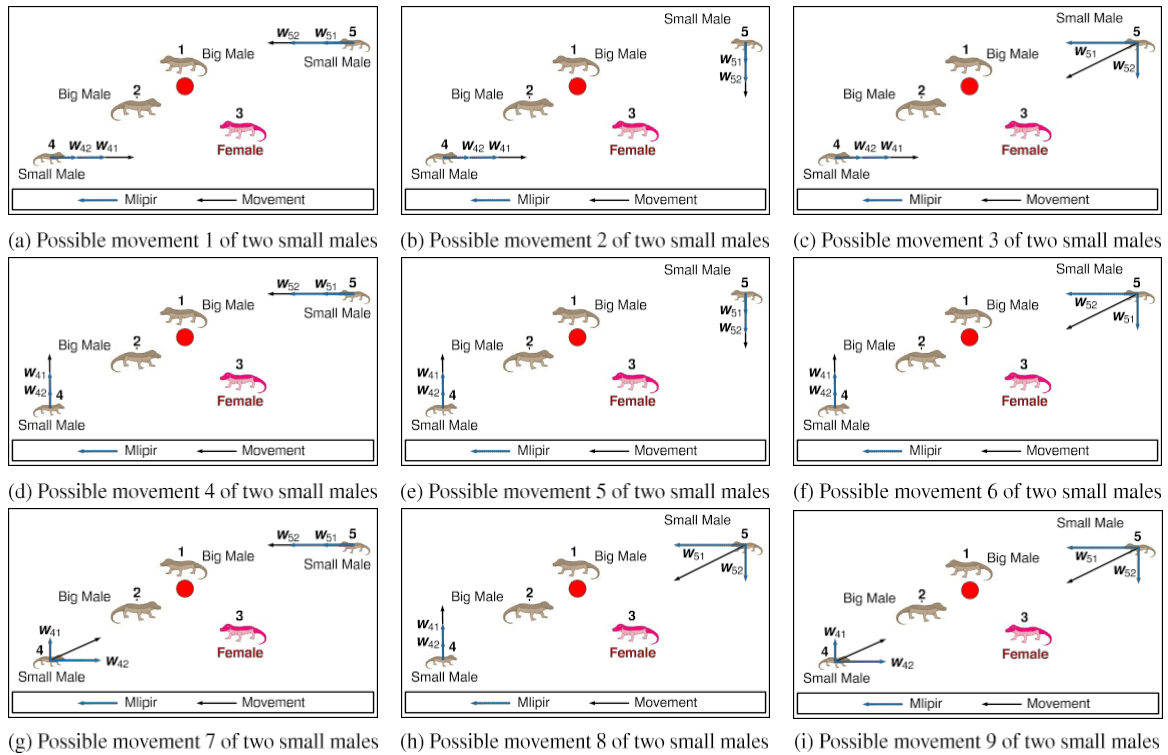 W52 W51 5
1 Big Male
Small Male
Big Male 2
3
4 W42 W41 Female
Small Male
Mlipir Movement
(a) Possible movement 1 of two small males
Small Male
5
1 Big Male W51
W52
Big Male 2
3
4 W42 W41 Female
Small Male
Mlipir Movement
(b) Possible movement 2 of two small males
Small Male 5
1 Big Male W51
W52
Big Male 2
3
4 W42 W41 Female
Small Male
Mlipir Movement
(c) Possible movement 3 of two small males
W52 W51 5
1 Big Male
Small Male
Big Male 2
W41 3
W42 4 Female
Small Male
Mlipir Movement
(d) Possible movement 4 of two small males
Small Male
5
1 Big Male W51
W52
Big Male 2
W41 3
W42 4 Female
Small Male
Mlipir Movement
(e) Possible movement 5 of two small males
Small Male 5
1 Big Male W52
W51
Big Male 2
W41 3
W42 4 Female
Small Male
Mlipir Movement
(f) Possible movement 6 of two small males
W52 W51 5
1 Big Male
Small Male
Big Male 2
3
W41
4 W42 Female
Small Male
Mlipir Movement
(g) Possible movement 7 of two small males
Small Male 5
1 Big Male W51
W52
Big Male 2
W41 3
W42 4 Female
Small Male
Mlipir Movement
(h) Possible movement 8 of two small males
Small Male 5
1 Big Male W51
W52
Big Male 2
3
W41
4 W42 Female
Small Male
Mlipir Movement
(i) Possible movement 9 of two small males